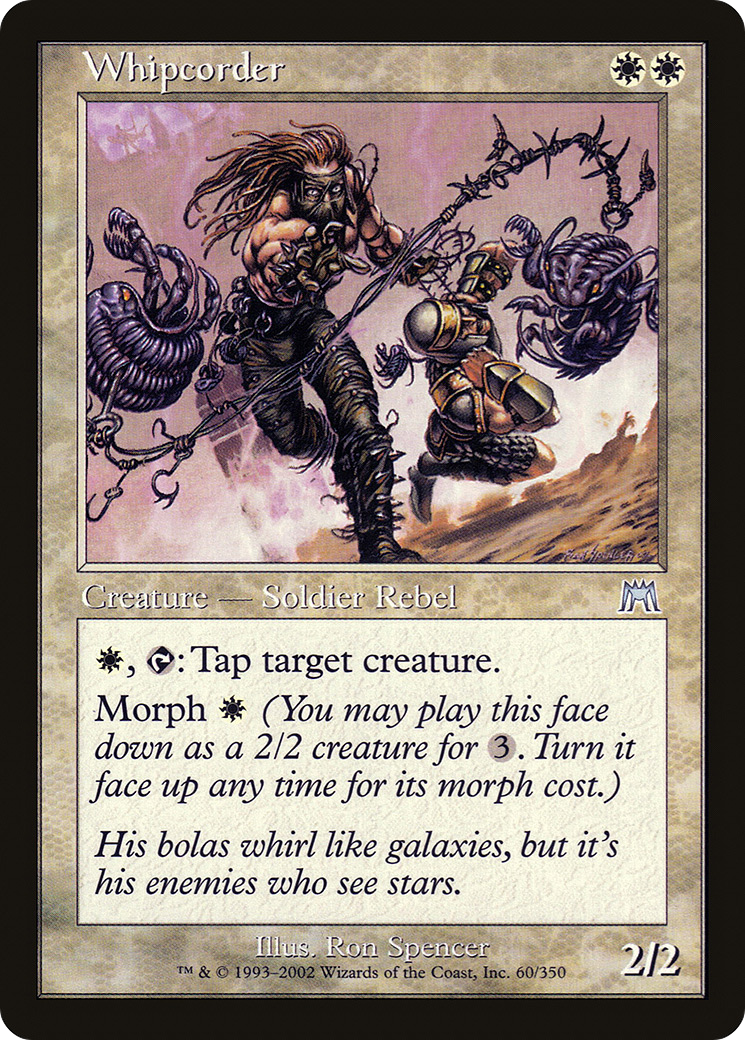 Whipcorder
Creature — Soldier Rebel
, : Tap target creature.
Morph (You may play this face
down as a 2/2 creature for 3. Turn it
face up any time for its morph cost.)
His bolas whirl like galaxies, but it's
his enemies who see stars.
Illus. Ron Spencer
™ & © 1993–2002 Wizards of the Coast, Inc. 60/350
2/2